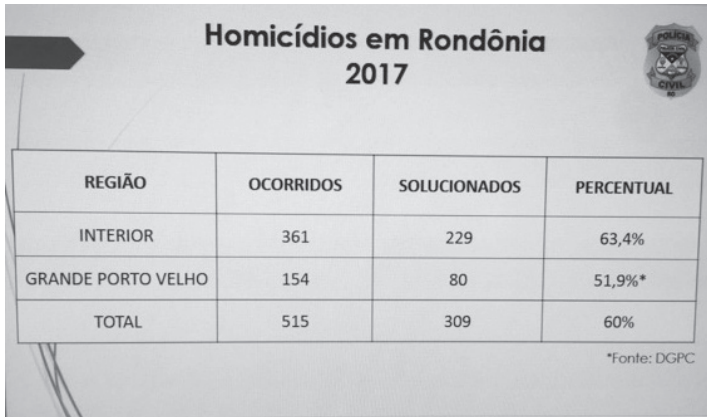 Homicídios em Rondônia
2017
POLÍCIA
CIVIL
RO
REGIÃO OCORRIDOS SOLUCIONADOS PERCENTUAL
INTERIOR 361 229 63,4%
GRANDE PORTO VELHO 154 80 51,9%*
TOTAL 515 309 60%
*Fonte: DGPC